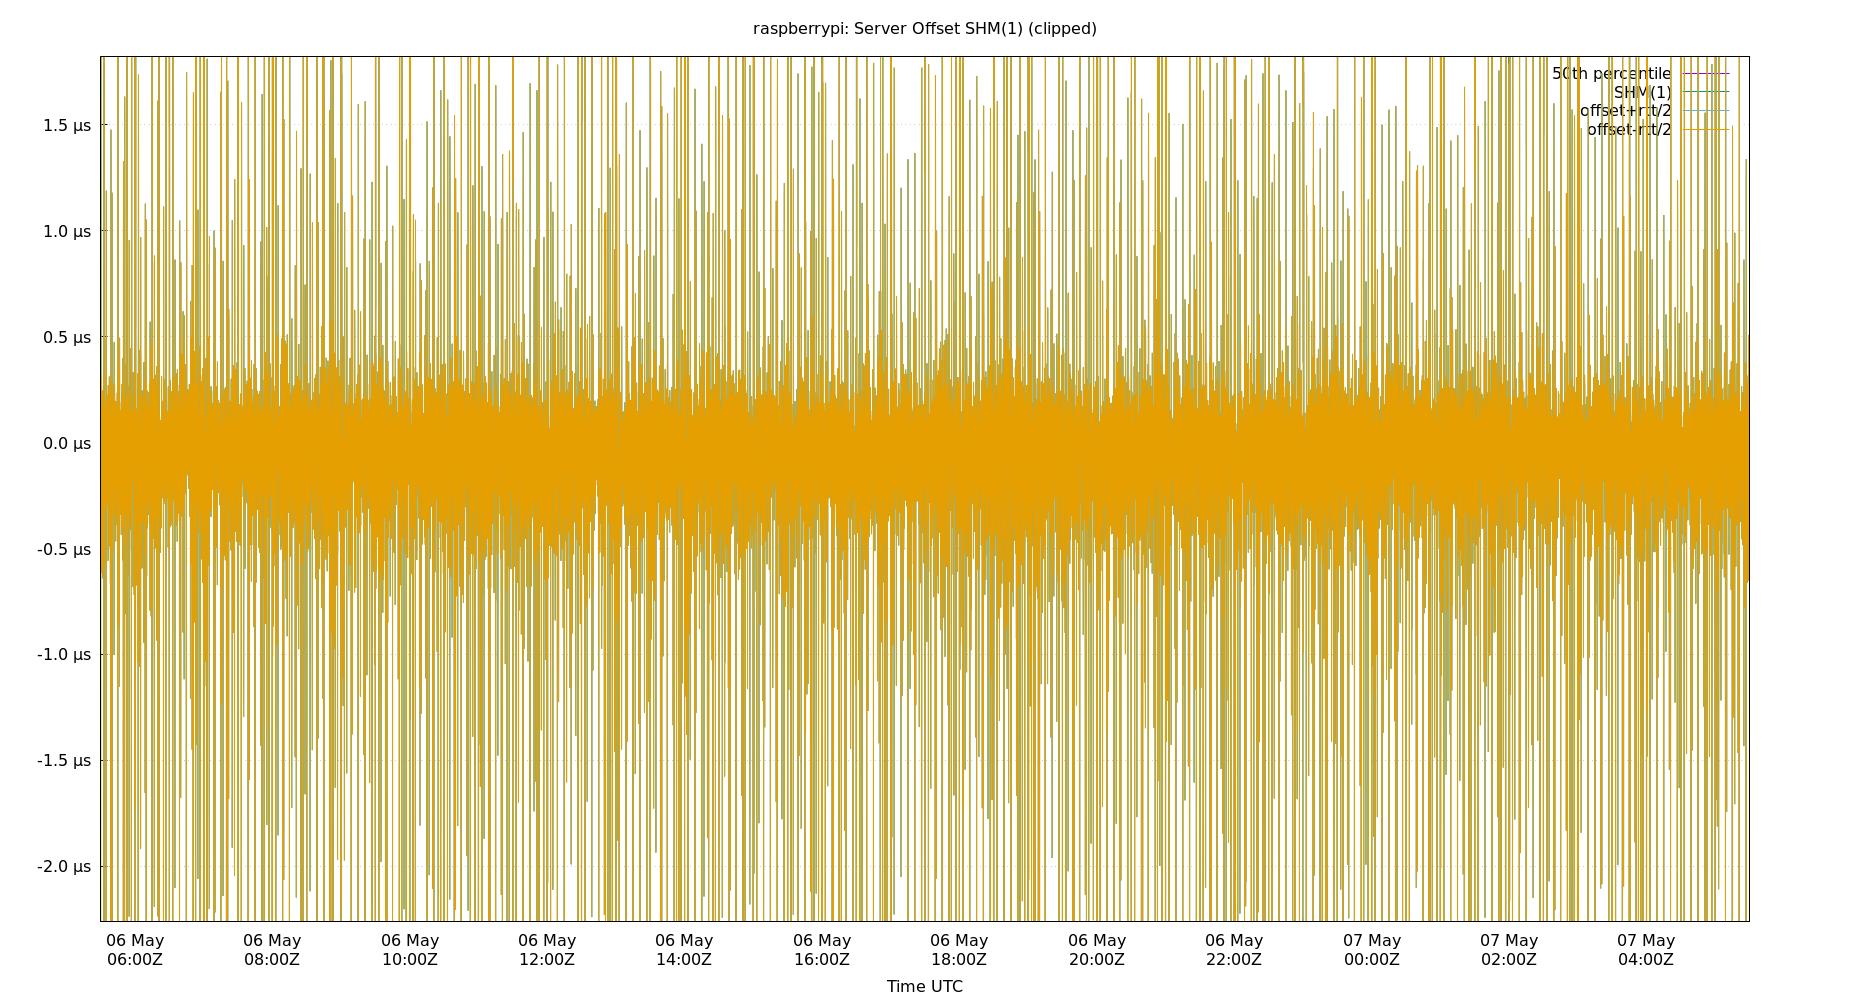 raspberrypi: Server Offset SHM(1) (clipped)
50th percentile
SHM(1)
offset+rtt/2
offset-rtt/2
1.5 µs
1.0 µs
0.5 µs
0.0 µs
-0.5 µs
-1.0 µs
-1.5 µs
-2.0 µs
06 May 06 May 06 May 06 May 06 May 06 May 06 May 06 May 06 May 07 May 07 May 07 May
06:00Z 08:00Z 10:00Z 12:00Z 14:00Z 16:00Z 18:00Z 20:00Z 22:00Z 00:00Z 02:00Z 04:00Z
Time UTC